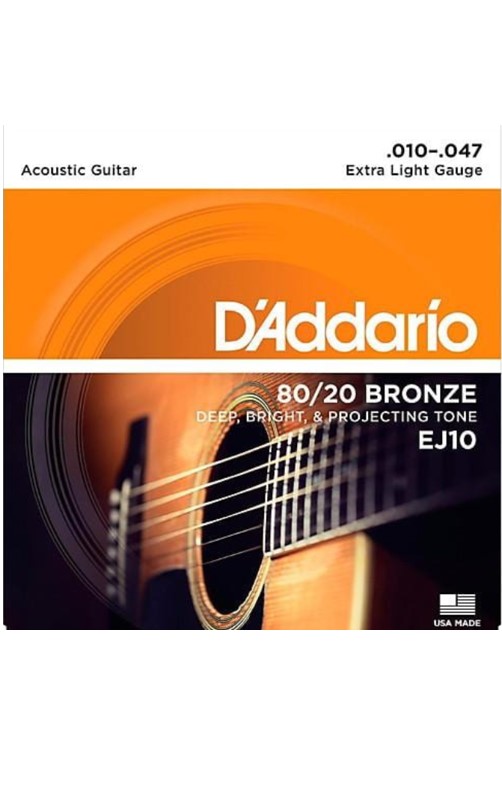 .010–.047
Acoustic Guitar Extra Light Gauge
D'Addario
80/20 BRONZE
DEEP, BRIGHT, & PROJECTING TONE
EJ10
USA MADE